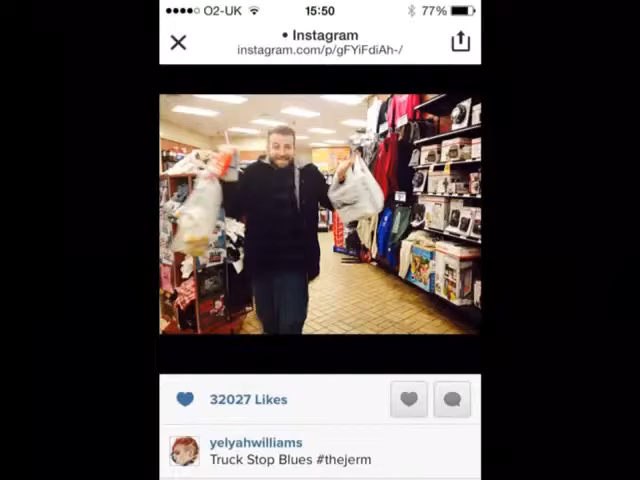 O2-UK 15:50 77%
Instagram
instagram.com/p/gFYiFdiAh-/
32027 Likes
yelyahwilliams
Truck Stop Blues #thejerm